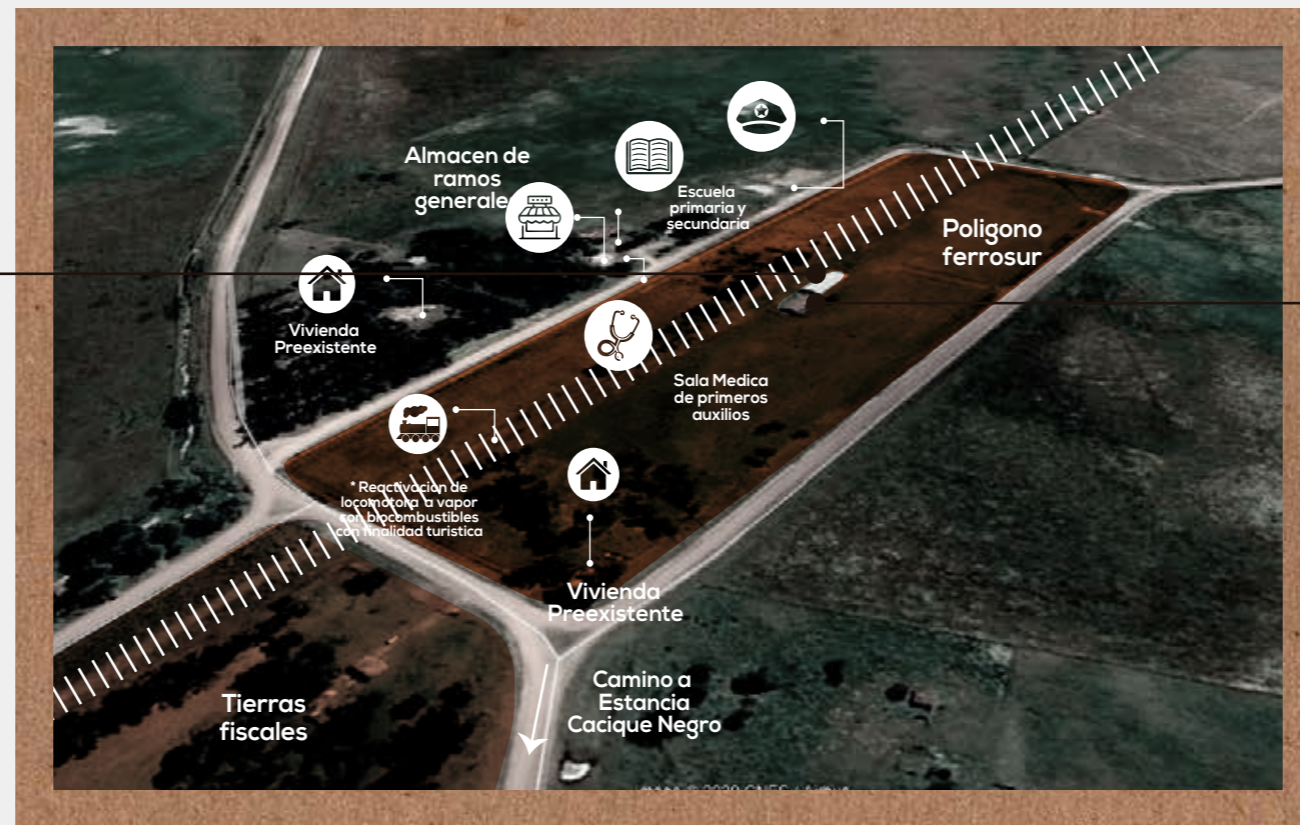 Almacen de
ramos
generale
Escuela
primaria y
secundaria
Poligono
ferrosur
Vivienda
Preexistente
Sala Medica
de primeros
auxilios
* Reactivacion de
locomotora a vapor
con biocombustibles
con finalidad turistica
Vivienda
Preexistente
Tierras
fiscales
Camino a
Estancia
Cacique Negro